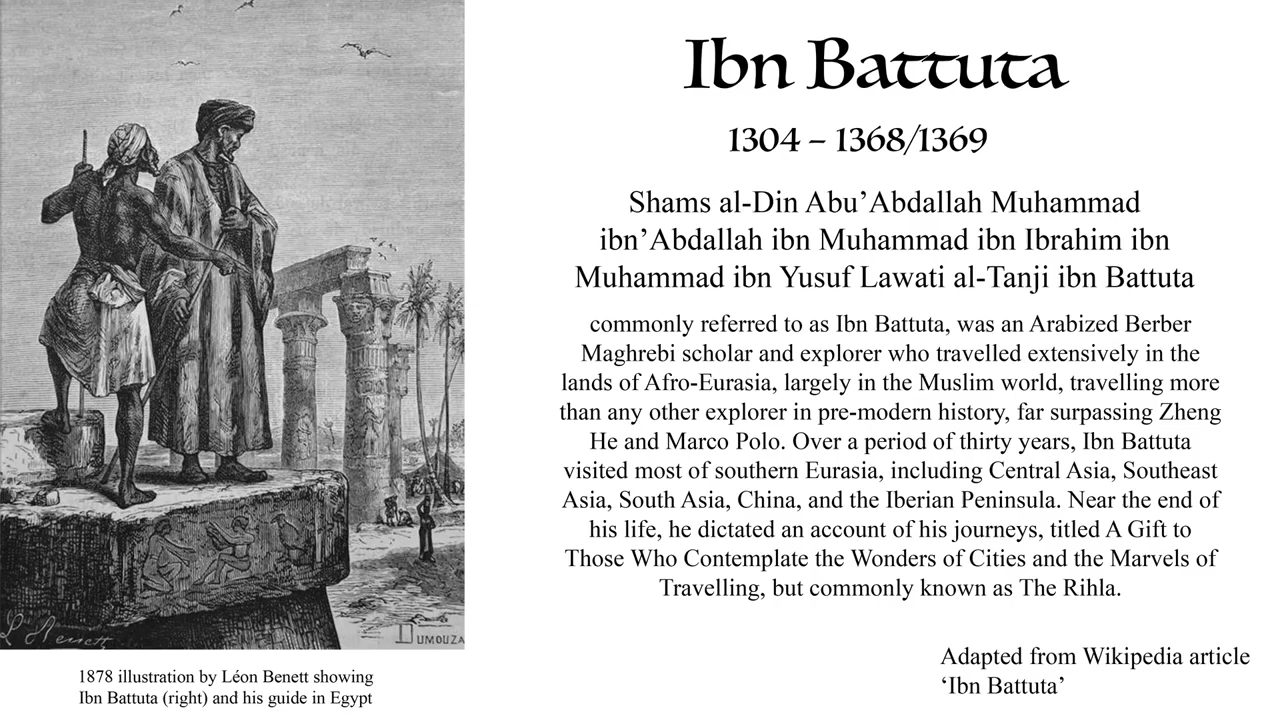 Ibn Battuta
1304 – 1368/1369
Shams al-Din Abu’Abdallah Muhammad
ibn’Abdallah ibn Muhammad ibn Ibrahim ibn
Muhammad ibn Yusuf Lawati al-Tanji ibn Battuta
commonly referred to as Ibn Battuta, was an Arabized Berber
Maghrebi scholar and explorer who travelled extensively in the
lands of Afro-Eurasia, largely in the Muslim world, travelling more
than any other explorer in pre-modern history, far surpassing Zheng
He and Marco Polo. Over a period of thirty years, Ibn Battuta
visited most of southern Eurasia, including Central Asia, Southeast
Asia, South Asia, China, and the Iberian Peninsula. Near the end of
his life, he dictated an account of his journeys, titled A Gift to
Those Who Contemplate the Wonders of Cities and the Marvels of
Travelling, but commonly known as The Rihla.
Adapted from Wikipedia article
‘Ibn Battuta’
L. Benett
DUMOUZA
1878 illustration by Léon Benett showing
Ibn Battuta (right) and his guide in Egypt